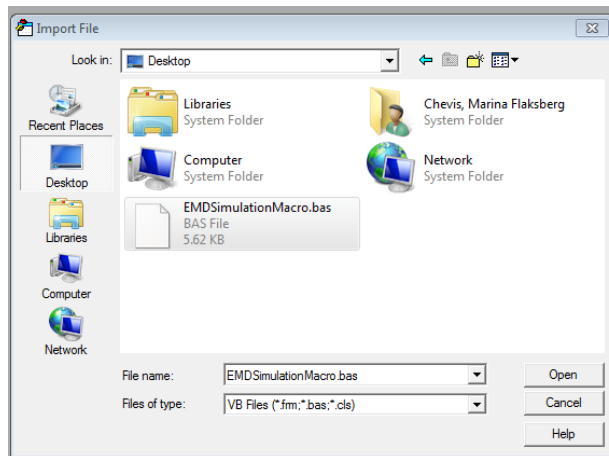 Import File
Look in:
Desktop
Recent Places
Desktop
Libraries
Computer
Network
Libraries
System Folder
Chevis, Marina Flaksberg
System Folder
Computer
System Folder
Network
System Folder
EMDSimulationMacro.bas
BAS File
5.62 KB
File name:
EMDSimulationMacro.bas
Open
Files of type:
VB Files (*.frm;*.bas;*.cls)
Cancel
Help